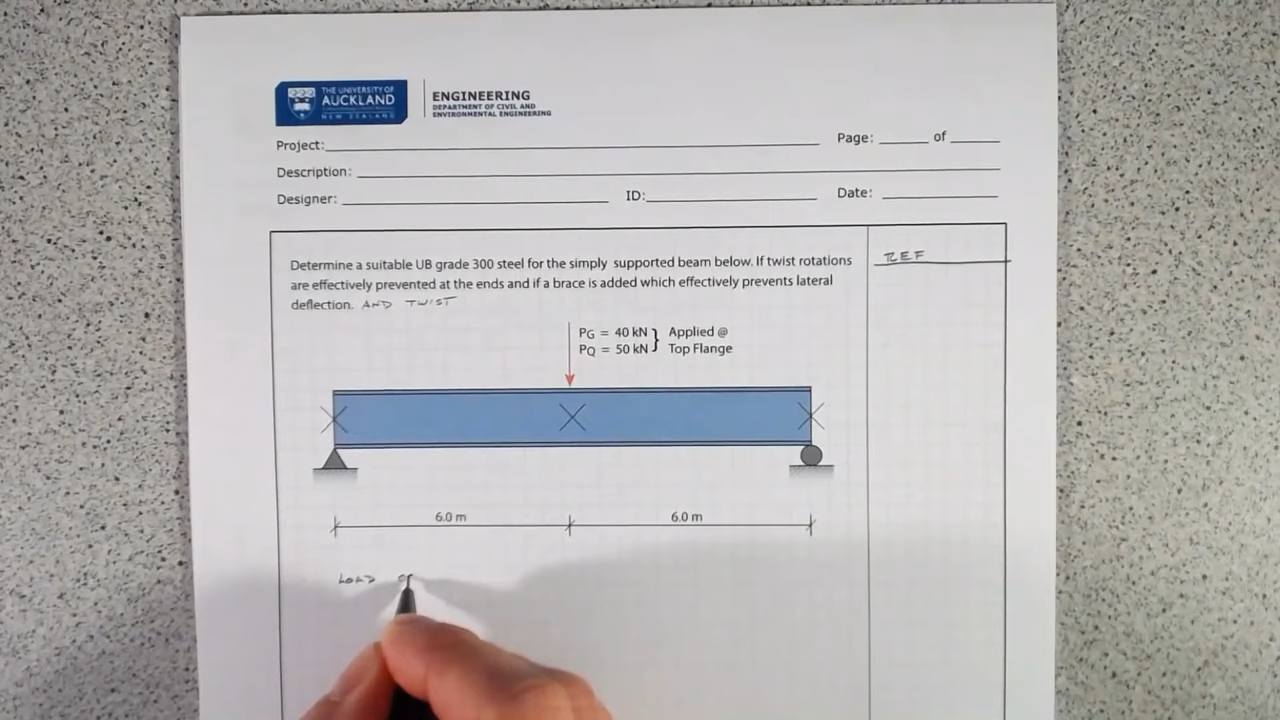 THE UNIVERSITY OF
AUCKLAND
NEW ZEALAND
ENGINEERING
DEPARTMENT OF CIVIL AND
ENVIRONMENTAL ENGINEERING
Project:
Page: of
Description:
Designer:
ID:
Date:
Determine a suitable UB grade 300 steel for the simply supported beam below. If twist rotations
are effectively prevented at the ends and if a brace is added which effectively prevents lateral
deflection. AND TWIST
REF
PG = 40 kN } Applied @
PQ = 50 kN Top Flange
6.0 m
6.0 m
LOAD